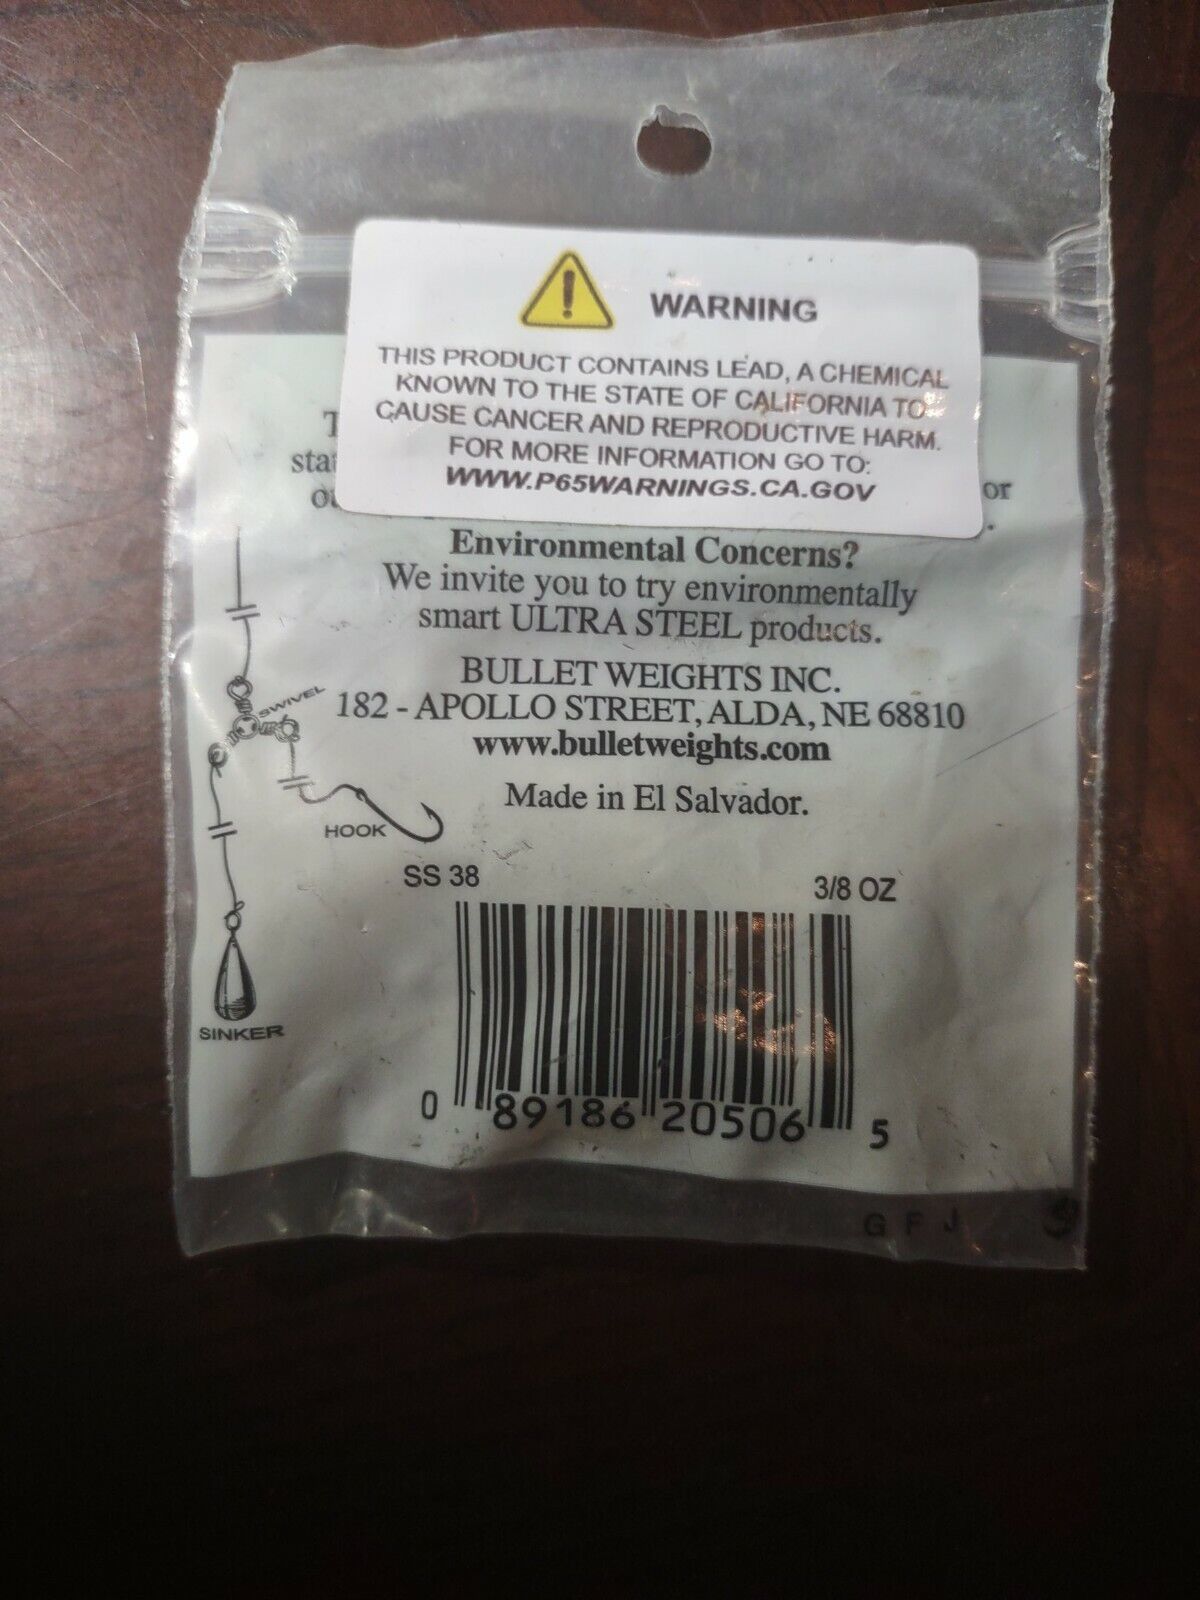 WARNING
THIS PRODUCT CONTAINS LEAD, A CHEMICAL
KNOWN TO THE STATE OF CALIFORNIA TO
CAUSE CANCER AND REPRODUCTIVE HARM.
FOR MORE INFORMATION GO TO:
WWW.P65WARNINGS.CA.GOV
or
Environmental Concerns?
We invite you to try environmentally
smart ULTRA STEEL products.
BULLET WEIGHTS INC.
182 - APOLLO STREET, ALDA, NE 68810
www.bulletweights.com
Made in El Salvador.
SWIVEL
HOOK
SINKER
SS 38
3/8 OZ
0 89186 20506 5
G F J